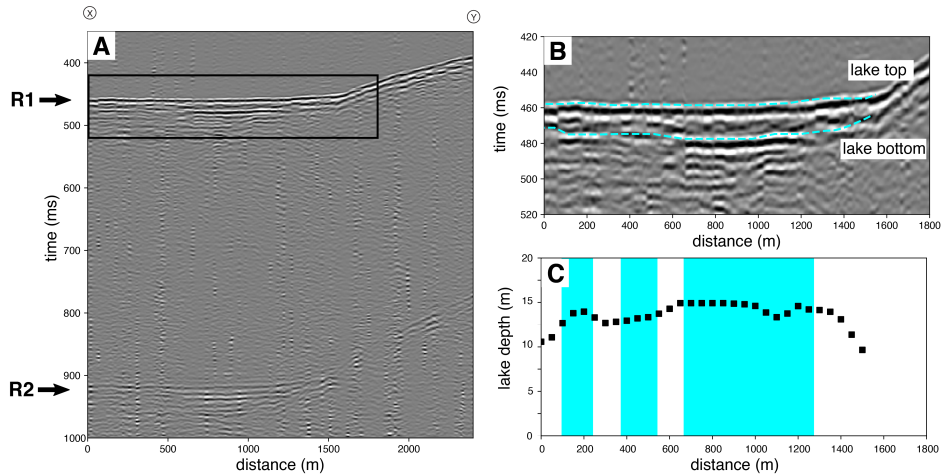 X
Y
A
400
500
600
700
800
900
1000
time (ms)
R1
R2
0
500
1000
1500
2000
distance (m)
B
420
440
460
480
500
520
time (ms)
lake top
lake bottom
0
200
400
600
800
1000
1200
1400
1600
1800
distance (m)
C
20
15
10
5
0
lake depth (m)
0
200
400
600
800
1000
1200
1400
1600
1800
distance (m)